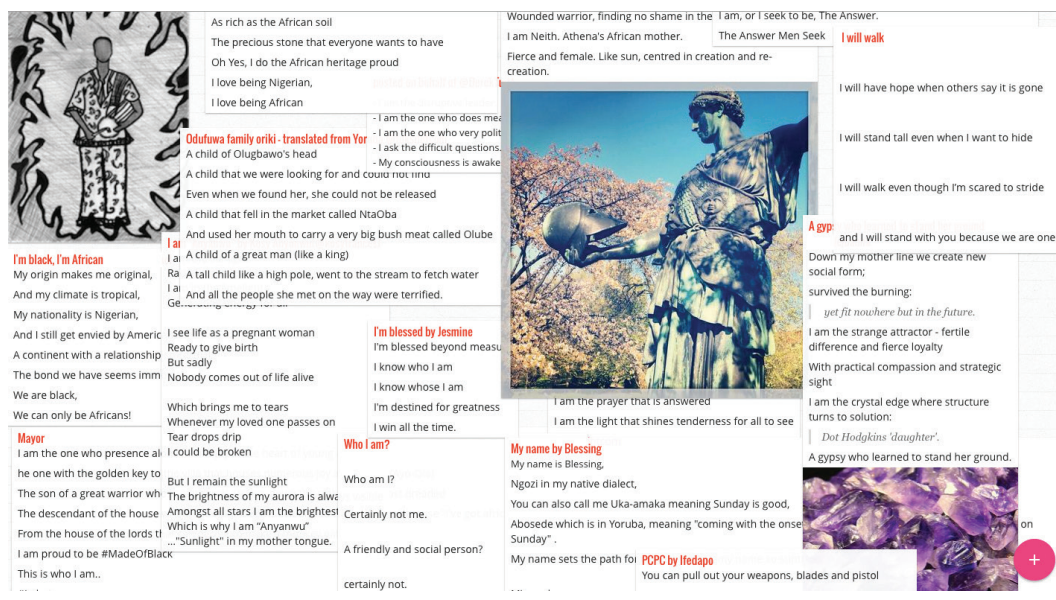 As rich as the African soil
The precious stone that everyone wants to have
Oh Yes, I do the African heritage proud
I love being Nigerian,
I love being African
Wounded warrior, finding no shame in the
I am Neith. Athena's African mother.
Fierce and female. Like sun, centred in creation and re-
creation.
I am, or I seek to be, The Answer.
The Answer Men Seek
I will walk
I will have hope when others say it is gone
I will stand tall even when I want to hide
I will walk even though I'm scared to stride
and I will stand with you because we are one
- I am the one who does mea
- I am the one who very polit
- I ask the difficult questions.
- My consciousness is awake
Odufuwa family oriki - translated from Yor
A child of Olugbawo's head
A child that we were looking for and could not find
Even when we found her, she could not be released
A child that fell in the market called NtaOba
And used her mouth to carry a very big bush meat called Olube
A child of a great man (like a king)
A tall child like a high pole, went to the stream to fetch water
And all the people she met on the way were terrified.
I'm black, I'm African
My origin makes me original,
And my climate is tropical,
My nationality is Nigerian,
And I still get envied by Americ
A continent with a relationship
The bond we have seems imm
We are black,
We can only be Africans!
I see life as a pregnant woman
Ready to give birth
But sadly
Nobody comes out of life alive
Which brings me to tears
Whenever my loved one passes on
Tear drops drip
I could be broken
But I remain the sunlight
The brightness of my aurora is alwa
Amongst all stars I am the brightest
Which is why I am "Anyanwu"
..."Sunlight" in my mother tongue.
I'm blessed by Jesmine
I'm blessed beyond measu
I know who I am
I know whose I am
I'm destined for greatness
I win all the time.
I am the prayer that is answered
I am the light that shines tenderness for all to see
A gyps
Down my mother line we create new
social form;
survived the burning:
yet fit nowhere but in the future.
I am the strange attractor - fertile
difference and fierce loyalty
With practical compassion and strategic
sight
I am the crystal edge where structure
turns to solution:
Dot Hodgkins 'daughter'.
A gypsy who learned to stand her ground.
Mayor
I am the one who presence al
he one with the golden key to
The son of a great warrior wh
The descendant of the house
From the house of the lords th
I am proud to be #MadeOfBlack
This is who I am..
Who I am?
Who am I?
Certainly not me.
A friendly and social person?
certainly not.
My name by Blessing
My name is Blessing,
Ngozi in my native dialect,
You can also call me Uka-amaka meaning Sunday is good,
Abosede which is in Yoruba, meaning "coming with the onset
on
Sunday" .
My name sets the path for
PCPC by Ifedapo
You can pull out your weapons, blades and pistol